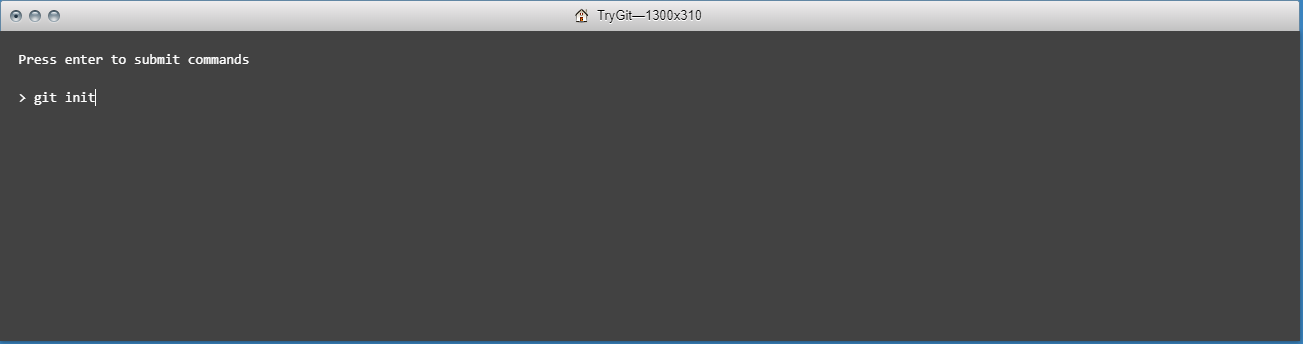 TryGit—1300x310
Press enter to submit commands
> git init